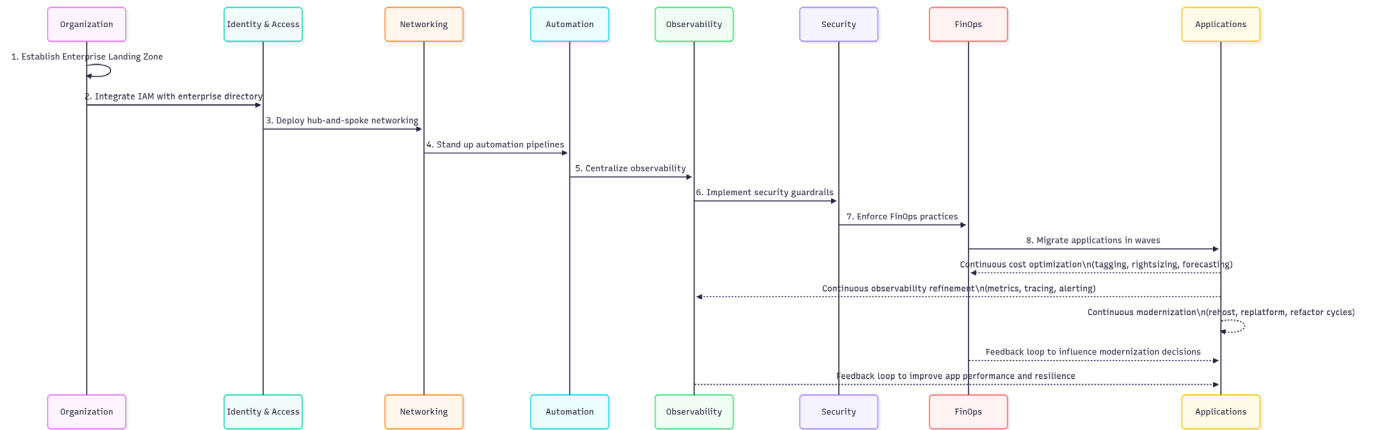 Organization
Identity & Access
Networking
Automation
Observability
Security
FinOps
Applications
1. Establish Enterprise Landing Zone
2. Integrate IAM with enterprise directory
3. Deploy hub-and-spoke networking
4. Stand up automation pipelines
5. Centralize observability
6. Implement security guardrails
7. Enforce FinOps practices
8. Migrate applications in waves
Continuous cost optimization\n(tagging, rightsizing, forecasting)
Continuous observability refinement\n(metrics, tracing, alerting)
Continuous modernization\n(rehost, replatform, refactor cycles)
Feedback loop to influence modernization decisions
Feedback loop to improve app performance and resilience
Organization
Identity & Access
Networking
Automation
Observability
Security
FinOps
Applications